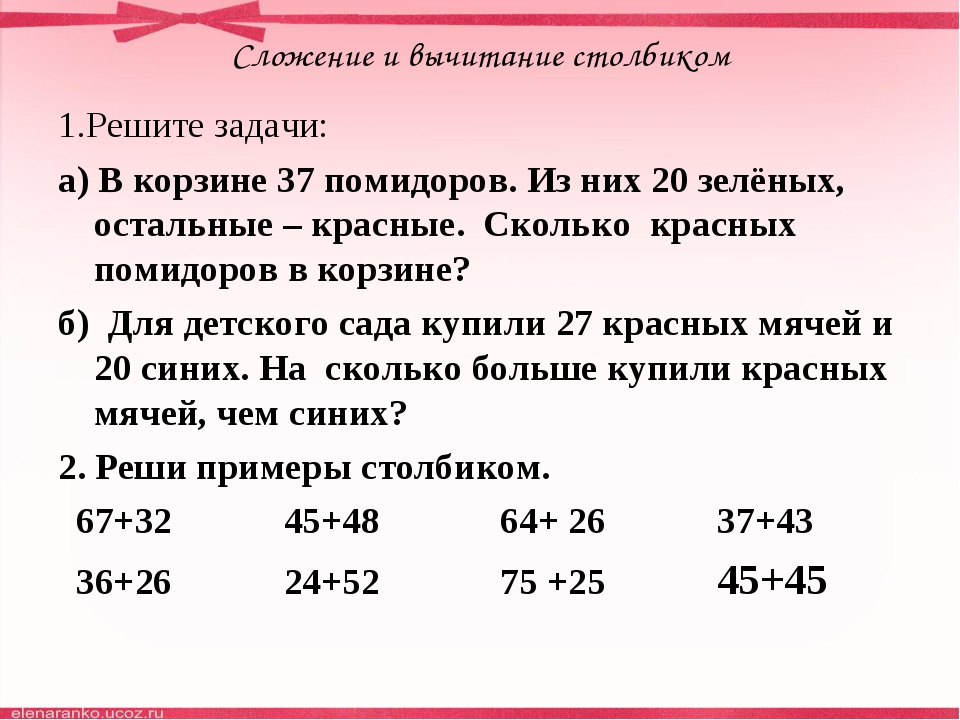 Сложение и вычитание столбиком
1.Решите задачи:
а) В корзине 37 помидоров. Из них 20 зелёных,
остальные – красные. Сколько красных
помидоров в корзине?
б) Для детского сада купили 27 красных мячей и
20 синих. На сколько больше купили красных
мячей, чем синих?
2. Реши примеры столбиком.
67+32 45+48 64+ 26 37+43
36+26 24+52 75 +25 45+45
elenaranko.ucoz.ru